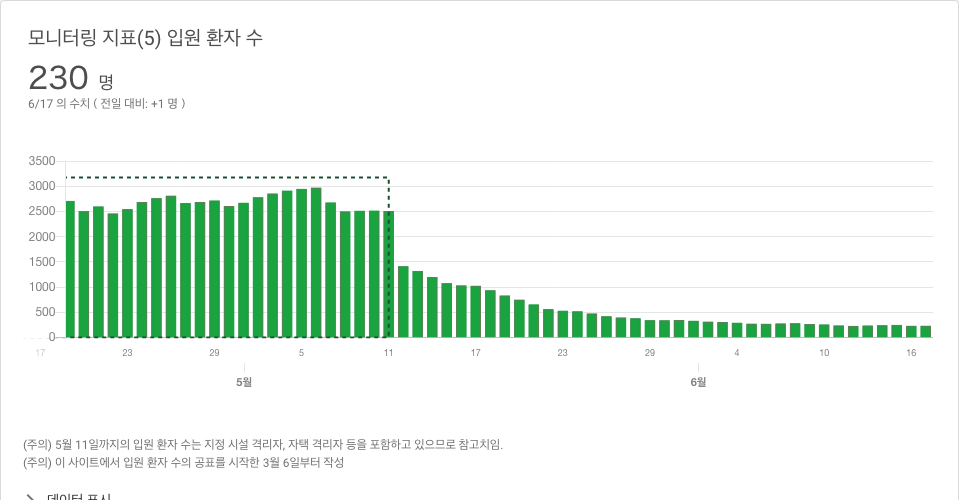 모니터링 지표(5) 입원 환자 수
230 명
6/17 의 수치 ( 전일 대비: +1 명 )
3500
3000
2500
2000
1500
1000
500
0
17 23 29 5 11 17 23 29 4 10 16
5월 6월
(주의) 5월 11일까지의 입원 환자 수는 지정 시설 격리자, 자택 격리자 등을 포함하고 있으므로 참고치임.
(주의) 이 사이트에서 입원 환자 수의 공표를 시작한 3월 6일부터 작성
데이터 표시